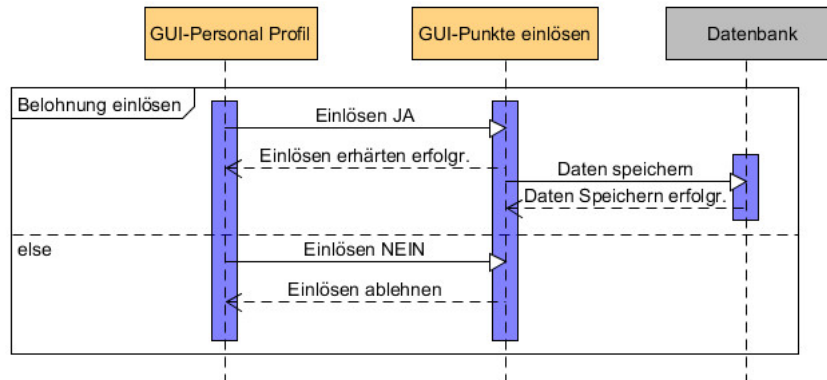 GUI-Personal Profil
GUI-Punkte einlösen
Datenbank
Belohnung einlösen
Einlösen JA
Einlösen erhärten erfolgr.
Daten speichern
Daten Speichern erfolgr.
else
Einlösen NEIN
Einlösen ablehnen